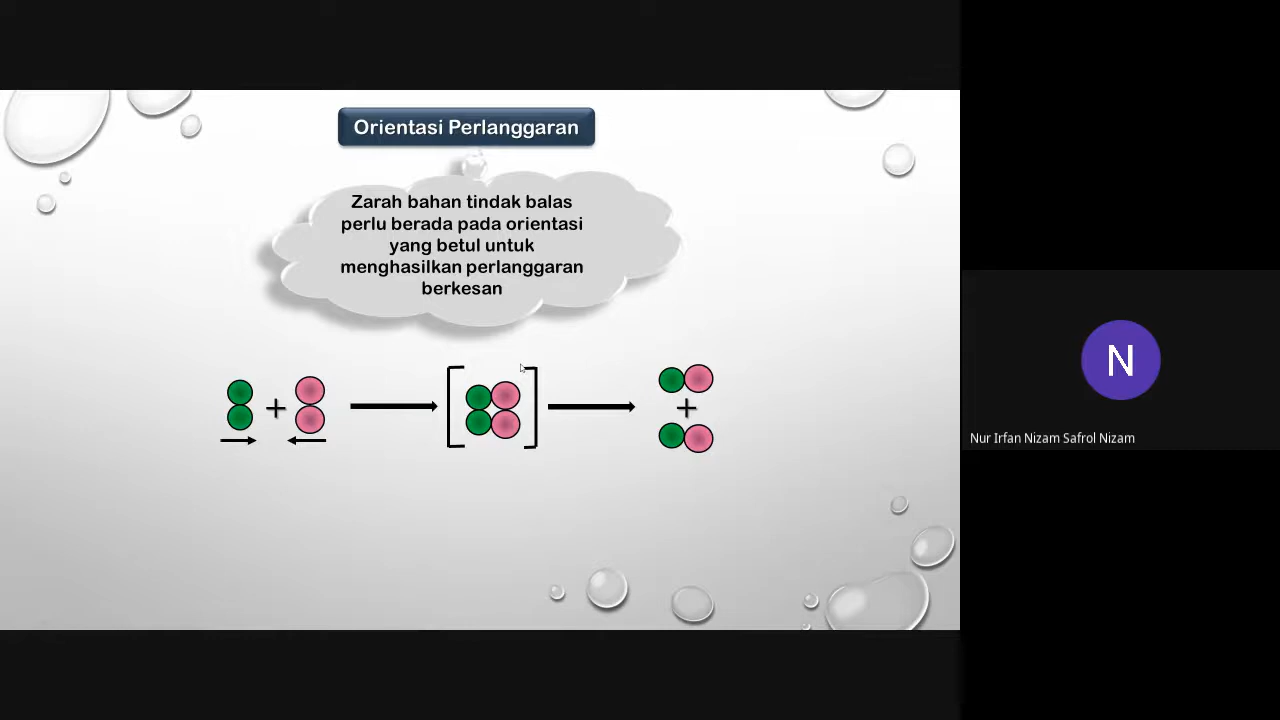 Orientasi Perlanggaran
Zarah bahan tindak balas
perlu berada pada orientasi
yang betul untuk
menghasilkan perlanggaran
berkesan
+
+
N
Nur Irfan Nizam Safrol Nizam